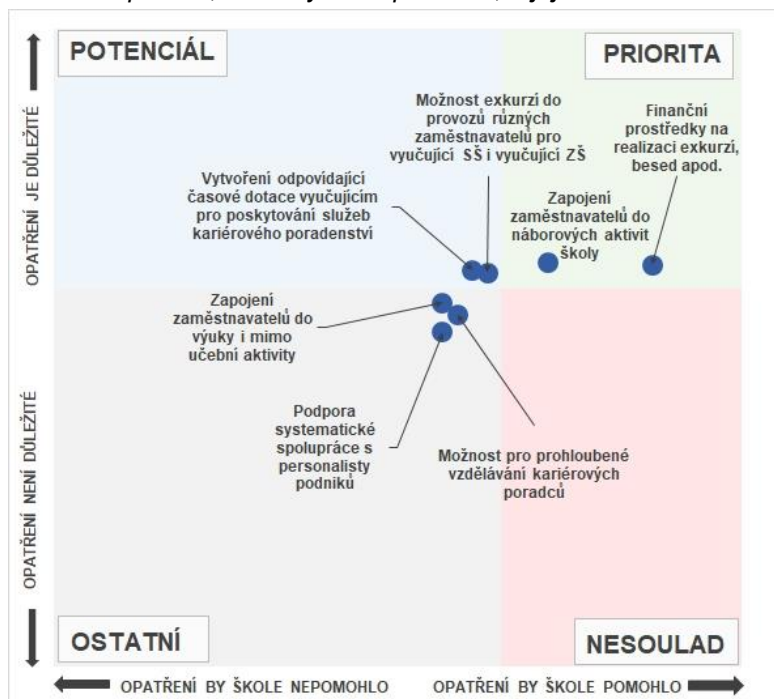 POTENCIÁL
PRIORITA
Možnost exkurzí do
provozů různých
zaměstnavatelů pro
vyučující SŠ i vyučující ZŠ
Finanční
prostředky na
realizaci exkurzí,
besed apod.
Vytvoření odpovídající
časové dotace vyučujícím
pro poskytování služeb
kariérového poradenství
Zapojení
zaměstnavatelů do
náborových aktivit
školy
Zapojení
zaměstnavatelů do
výuky i mimo
učební aktivity
Podpora
systematické
spolupráce s
personalisty
podniků
Možnost pro prohloubené
vzdělávání kariérových
poradců
OSTATNÍ
NESOULAD
OPATŘENÍ JE DŮLEŽITÉ
OPATŘENÍ NENÍ DŮLEŽITÉ
OPATŘENÍ BY ŠKOLE NEPOMOHLO
OPATŘENÍ BY ŠKOLE POMOHLO